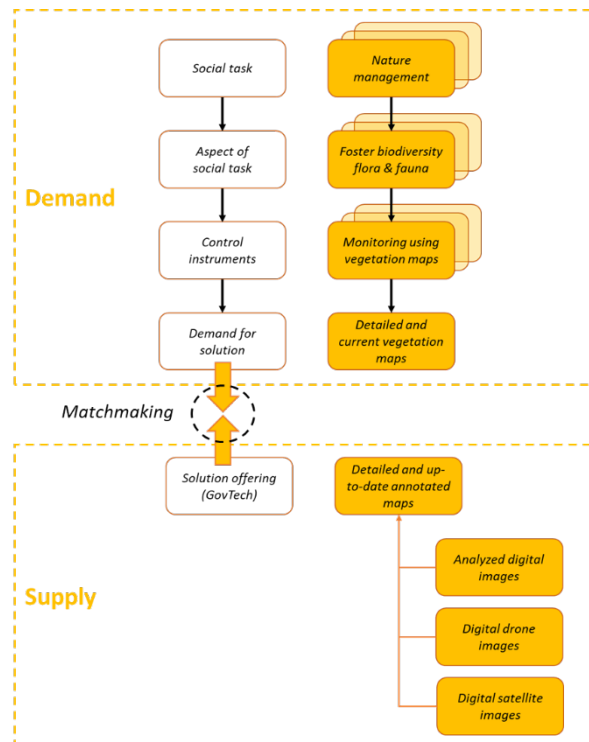 Social task
Nature
management
Aspect of
social task
Foster biodiversity
flora & fauna
Demand
Control
instruments
Monitoring using
vegetation maps
Demand for
solution
Detailed and
current vegetation
maps
Matchmaking
Solution offering
(GovTech)
Detailed and up-
to-date annotated
maps
Analyzed digital
images
Supply
Digital drone
images
Digital satellite
images